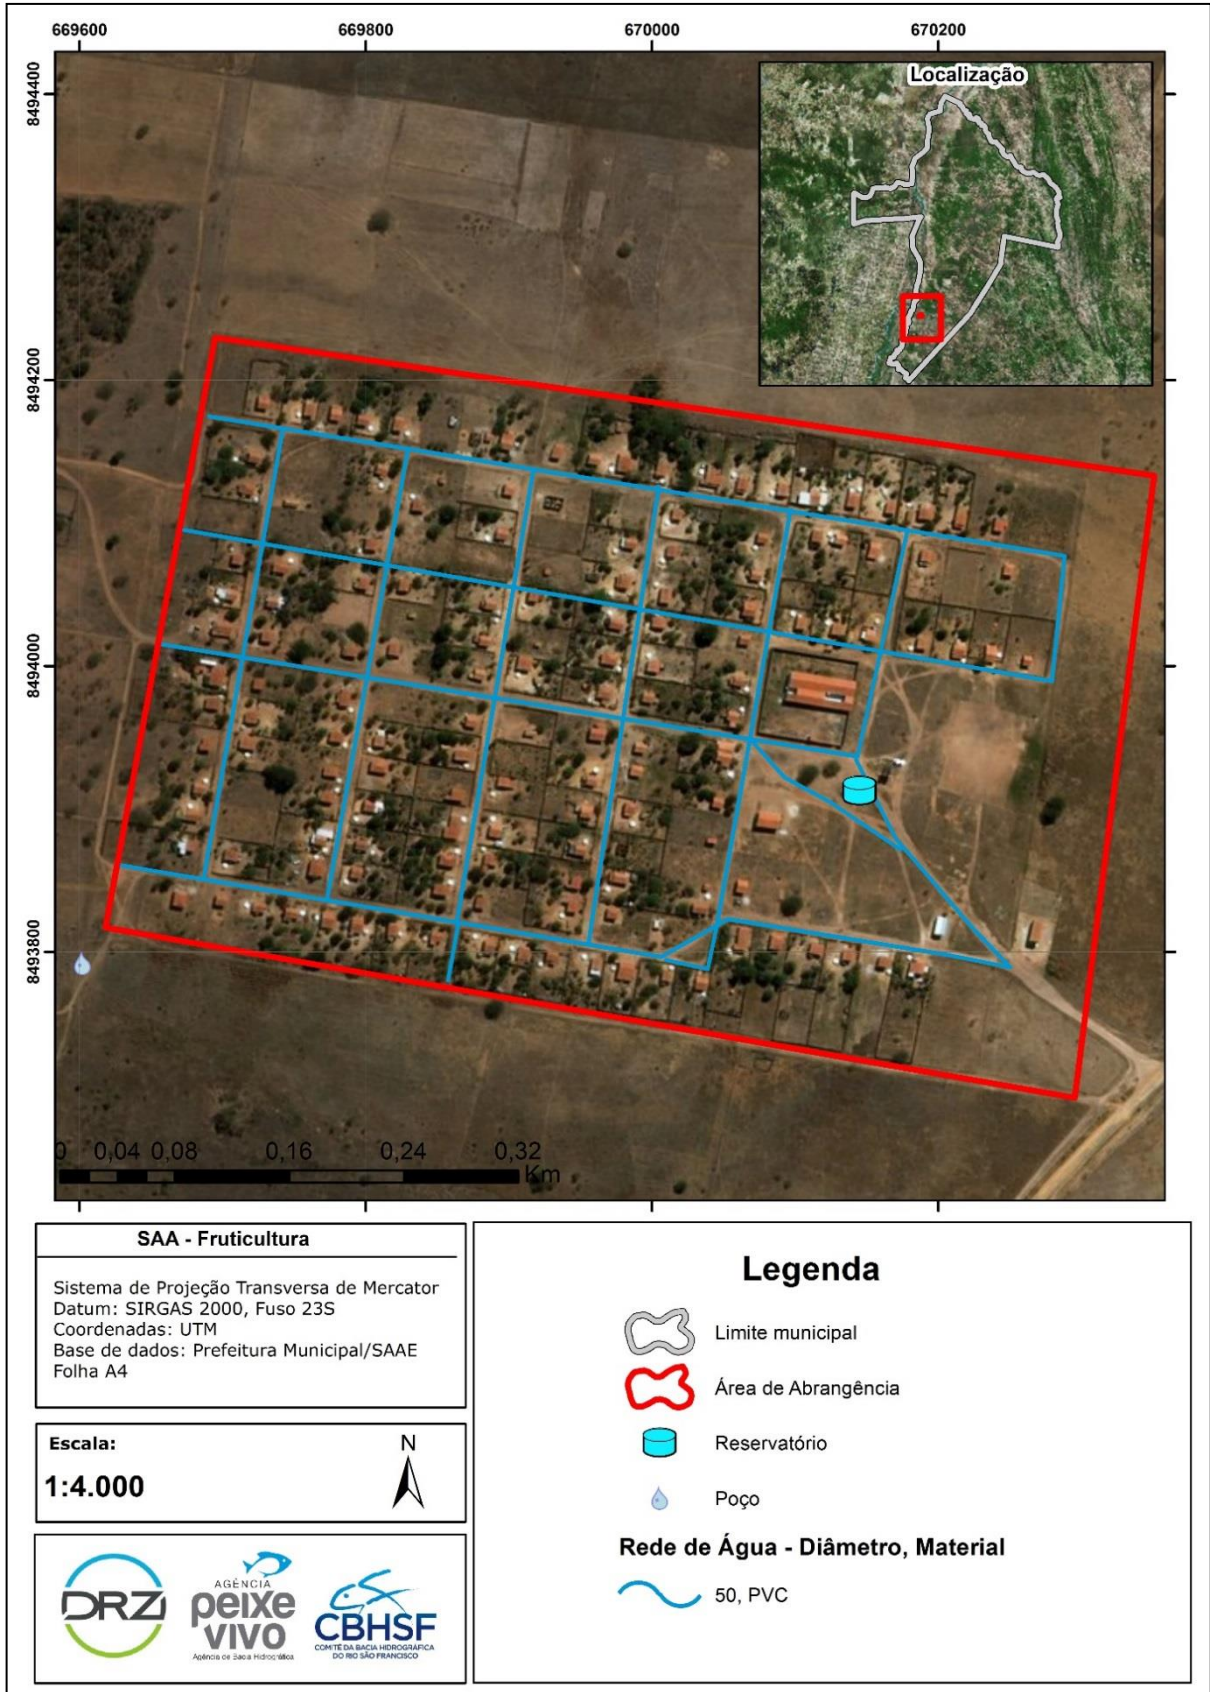 669600 669800 670000 670200
8494400
8494200
8494000
8493800
Localização
0 0,04 0,08 0,16 0,24 0,32
Km
SAA - Fruticultura
Sistema de Projeção Transversa de Mercator
Datum: SIRGAS 2000, Fuso 23S
Coordenadas: UTM
Base de dados: Prefeitura Municipal/SAAE
Folha A4
Escala:
1:4.000
N
DRZ
AGÊNCIA
peixe
vivo
Agência de Bacia Hidrográfica
CBHSF
COMITÊ DA BACIA HIDROGRÁFICA
DO RIO SÃO FRANCISCO
Legenda
Limite municipal
Área de Abrangência
Reservatório
Poço
Rede de Água - Diâmetro, Material
50, PVC